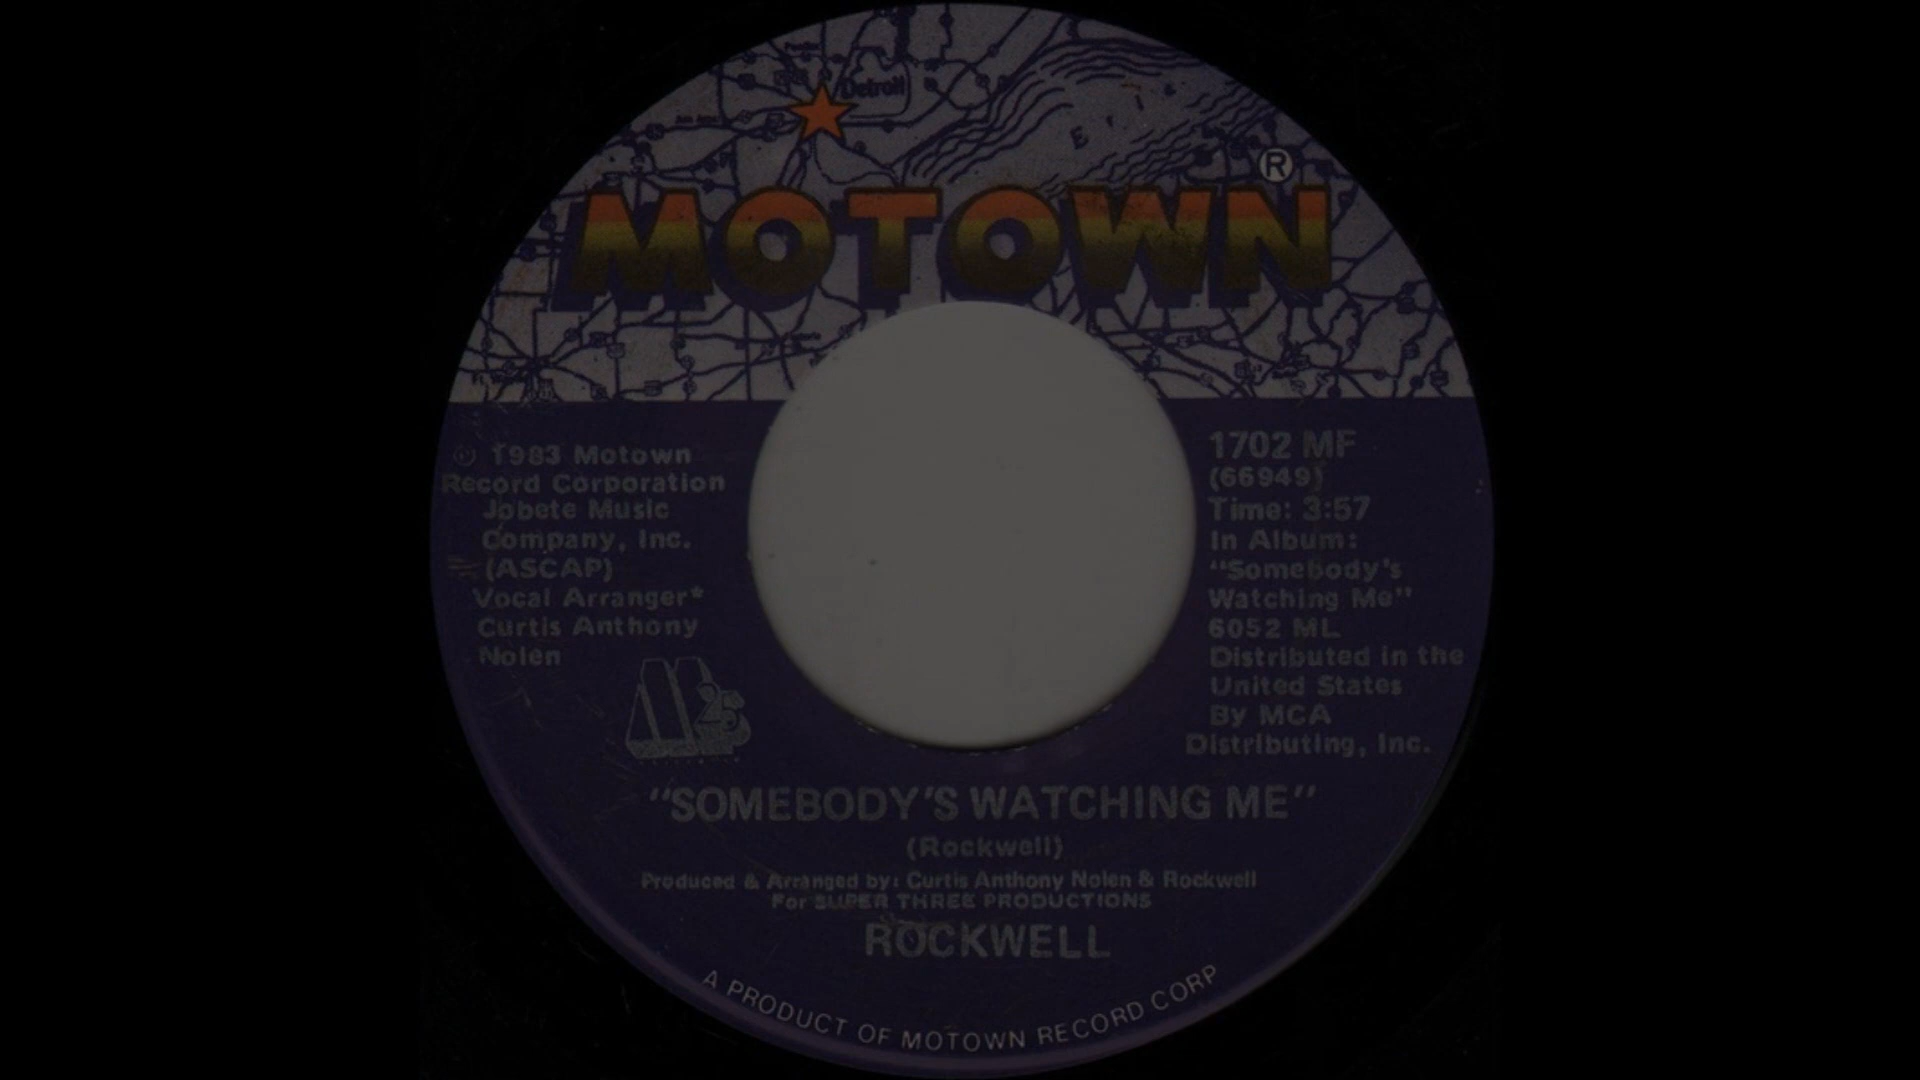 Detroit
E r i e
MOTOWN®
℗ 1983 Motown
Record Corporation
Jobete Music
Company, Inc.
(ASCAP)
Vocal Arranger*
Curtis Anthony
Nolen
1702 MF
(66949)
Time: 3:57
In Album:
"Somebody's
Watching Me"
6052 ML
Distributed in the
United States
By MCA
Distributing, Inc.
"SOMEBODY'S WATCHING ME"
(Rockwell)
Produced & Arranged by: Curtis Anthony Nolen & Rockwell
For SUPER THREE PRODUCTIONS
ROCKWELL
A PRODUCT OF MOTOWN RECORD CORP